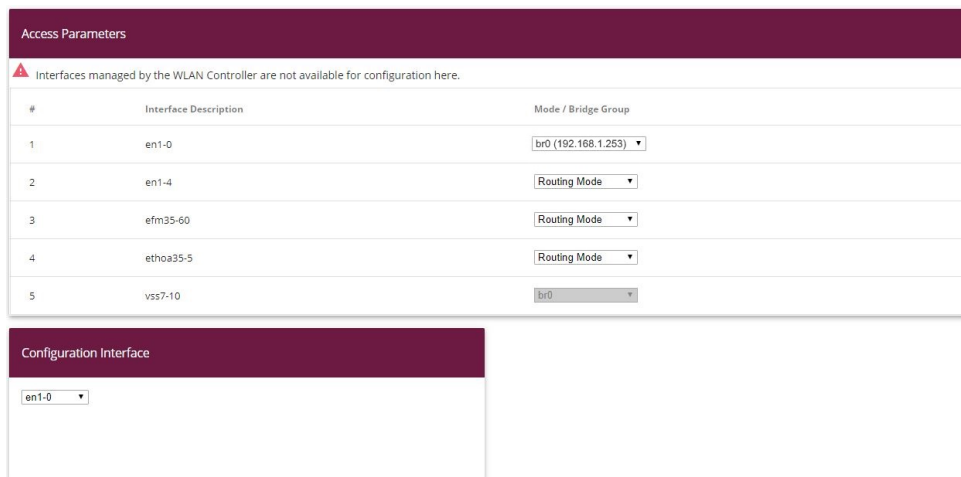 Access Parameters
Interfaces managed by the WLAN Controller are not available for configuration here.
# Interface Description Mode / Bridge Group
1 en1-0 br0 (192.168.1.253)
2 en1-4 Routing Mode
3 efm35-60 Routing Mode
4 ethoa35-5 Routing Mode
5 vss7-10 br0
Configuration Interface
en1-0